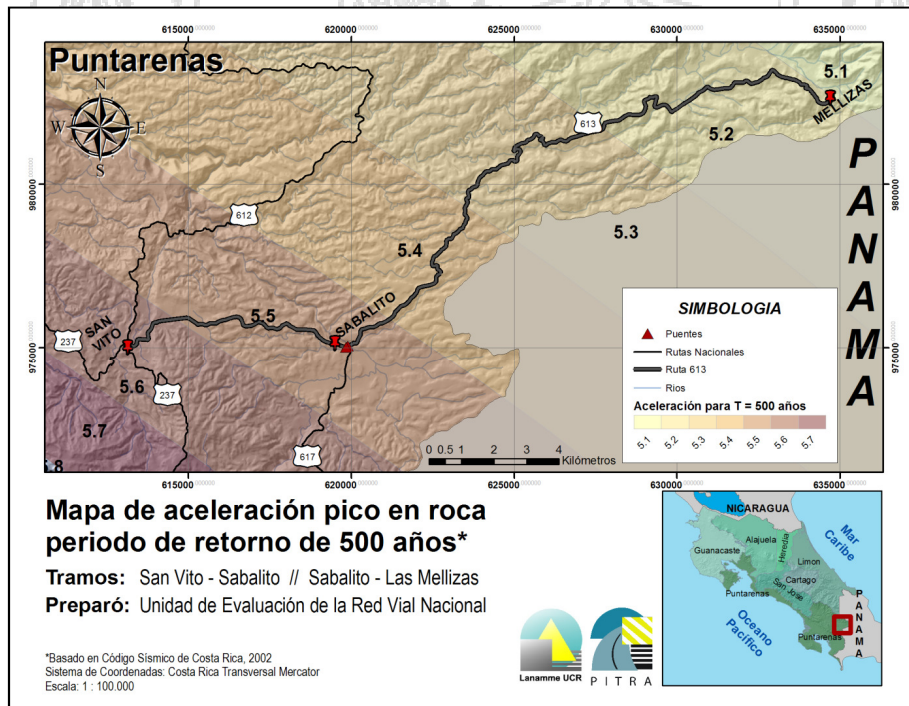 615000
620000
625000
630000
635000
Puntarenas
N
W
E
S
5.1
MELLIZAS
613
5.2
980000
980000
612
5.3
5.4
PANAMA
SABALITO
5.5
SAN
VITO
237
975000
975000
5.6
237
5.7
617
.8
SIMBOLOGIA
Puentes
Rutas Nacionales
Ruta 613
Rios
Aceleración para T = 500 años
5.1 5.2 5.3 5.4 5.5 5.6 5.7
0 0.5 1 2 3 4
Kilómetros
615000
620000
625000
630000
635000
Mapa de aceleración pico en roca
periodo de retorno de 500 años*
Tramos: San Vito - Sabalito // Sabalito - Las Mellizas
Preparó: Unidad de Evaluación de la Red Vial Nacional
*Basado en Código Sísmico de Costa Rica, 2002
Sistema de Coordenadas: Costa Rica Transversal Mercator
Escala: 1 : 100.000
Lanamme UCR
PITRA
NICARAGUA
Mar
Caribe
Guanacaste
Alajuela
Heredia
Limon
Cartago
San Jose
Puntarenas
Puntarenas
Oceano
Pacífico
PANAMA